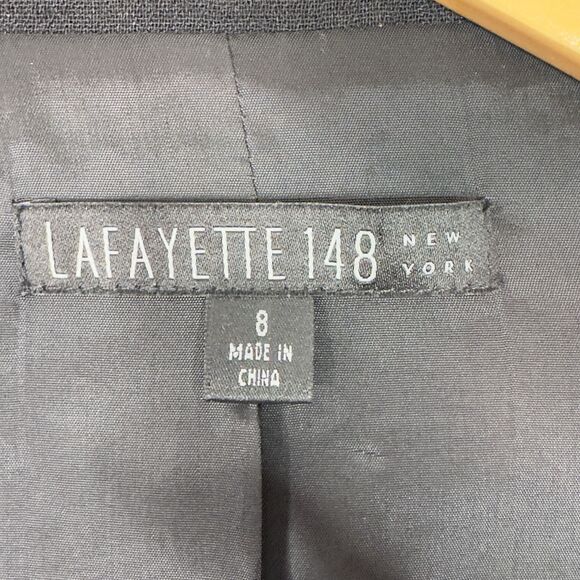 LAFAYETTE 148 NEW YORK
8
MADE IN
CHINA